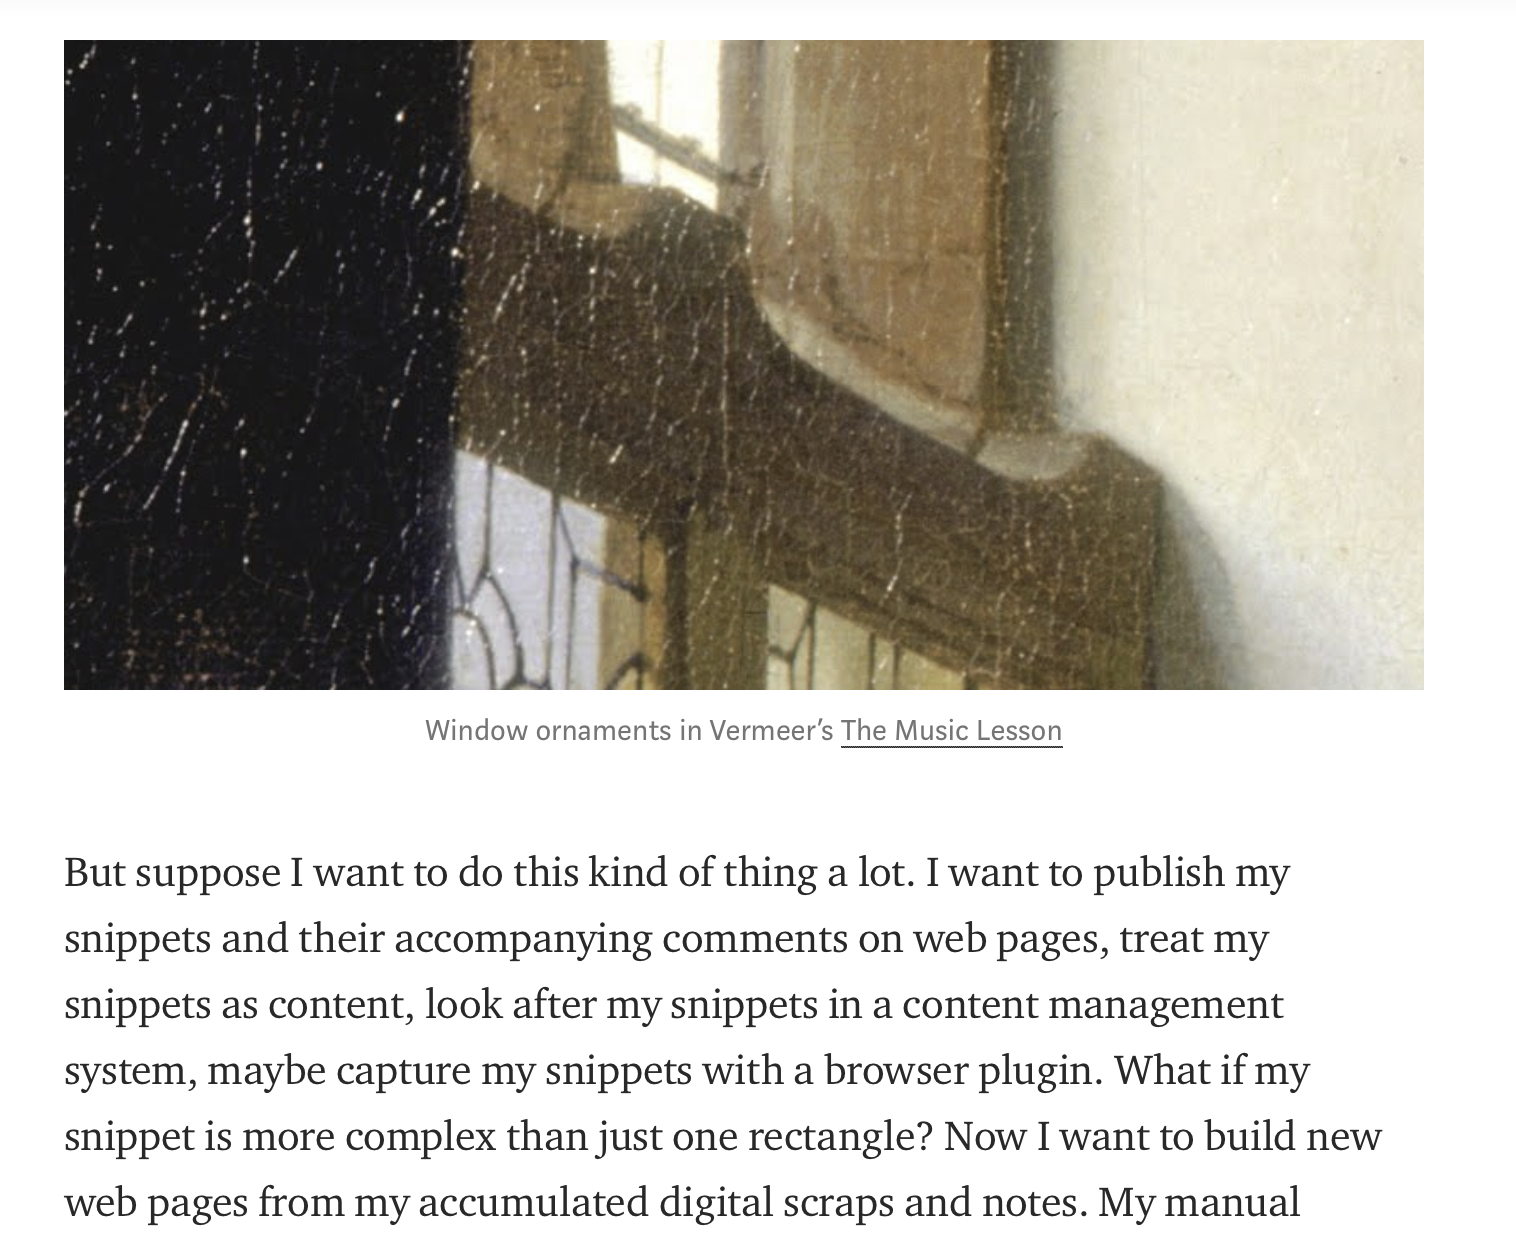 Window ornaments in Vermeer’s The Music Lesson
But suppose I want to do this kind of thing a lot. I want to publish my
snippets and their accompanying comments on web pages, treat my
snippets as content, look after my snippets in a content management
system, maybe capture my snippets with a browser plugin. What if my
snippet is more complex than just one rectangle? Now I want to build new
web pages from my accumulated digital scraps and notes. My manual